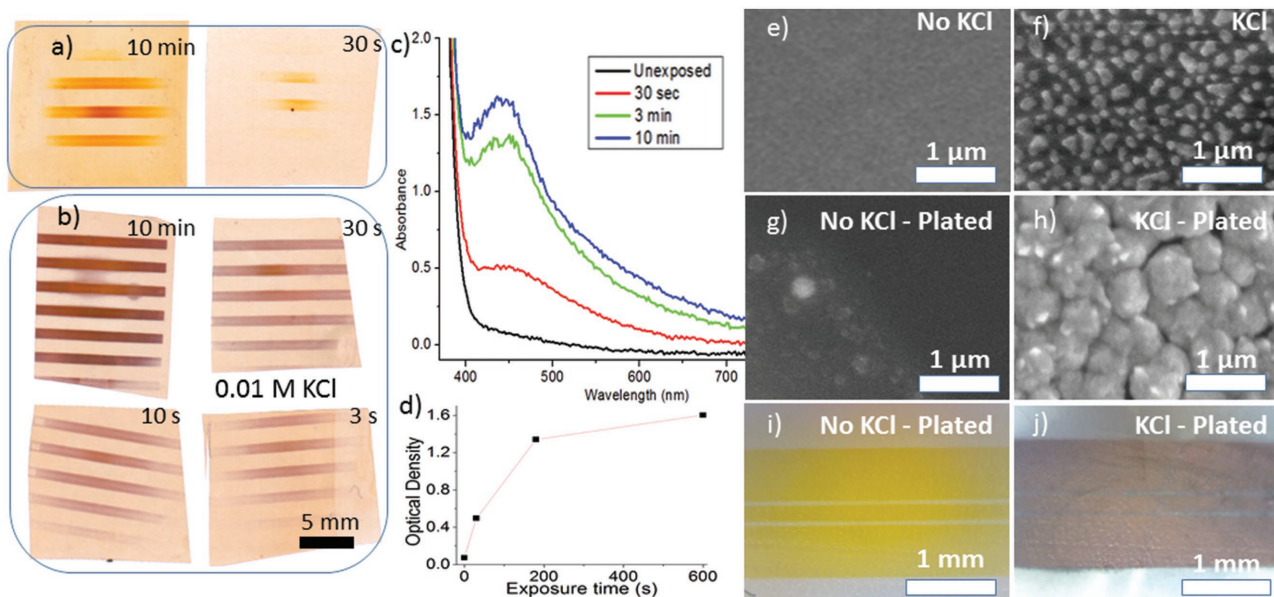 a)
10 min
30 s
b)
10 min
30s
0.01 M KCl
10 s
3 s
5 mm
c)
Unexposed
30 sec
3 min
10 min
2.0
1.5
1.0
0.5
0.0
Absorbance
400
500
600
700
Wavelength (nm)
d)
1.6
1.2
0.8
0.4
0.0
Optical Density
0
200
400
600
Exposure time (s)
e)
No KCl
1 µm
f)
KCl
1 µm
g)
No KCl - Plated
1 µm
h)
KCl - Plated
1 µm
i)
No KCl - Plated
1 mm
j)
KCl - Plated
1 mm